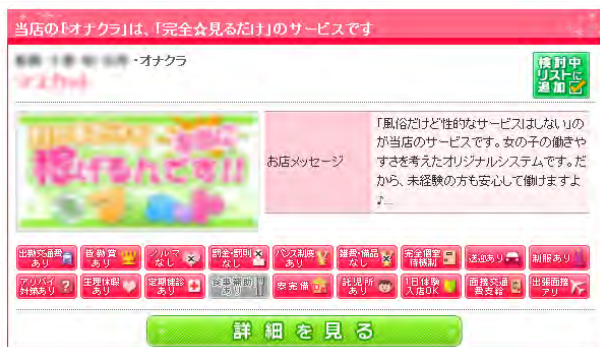 当店の『オナクラ』は、「完全☆見るだけ」のサービスです
・オナクラ
検討中
リストに
追加
稼げるんです!!
お店メッセージ
「風俗だけど性的なサービスはしない」の
が当店のサービスです。女の子の働きや
すさを考えたオリジナルシステムです。だ
から、未経験の方も安心して働けますよ
♪...
出勤交通費あり
皆勤賞あり
ノルマなし
罰金・罰則なし
バンス制度あり
雑費・備品なし
完全個室待機制
送迎あり
制服あり
アリバイ対策あり
生理休暇あり
定期健診あり
食事補助あり
寮完備
託児所あり
1日体験入店OK
面接交通費支給
出張面接アリ
詳細を見る